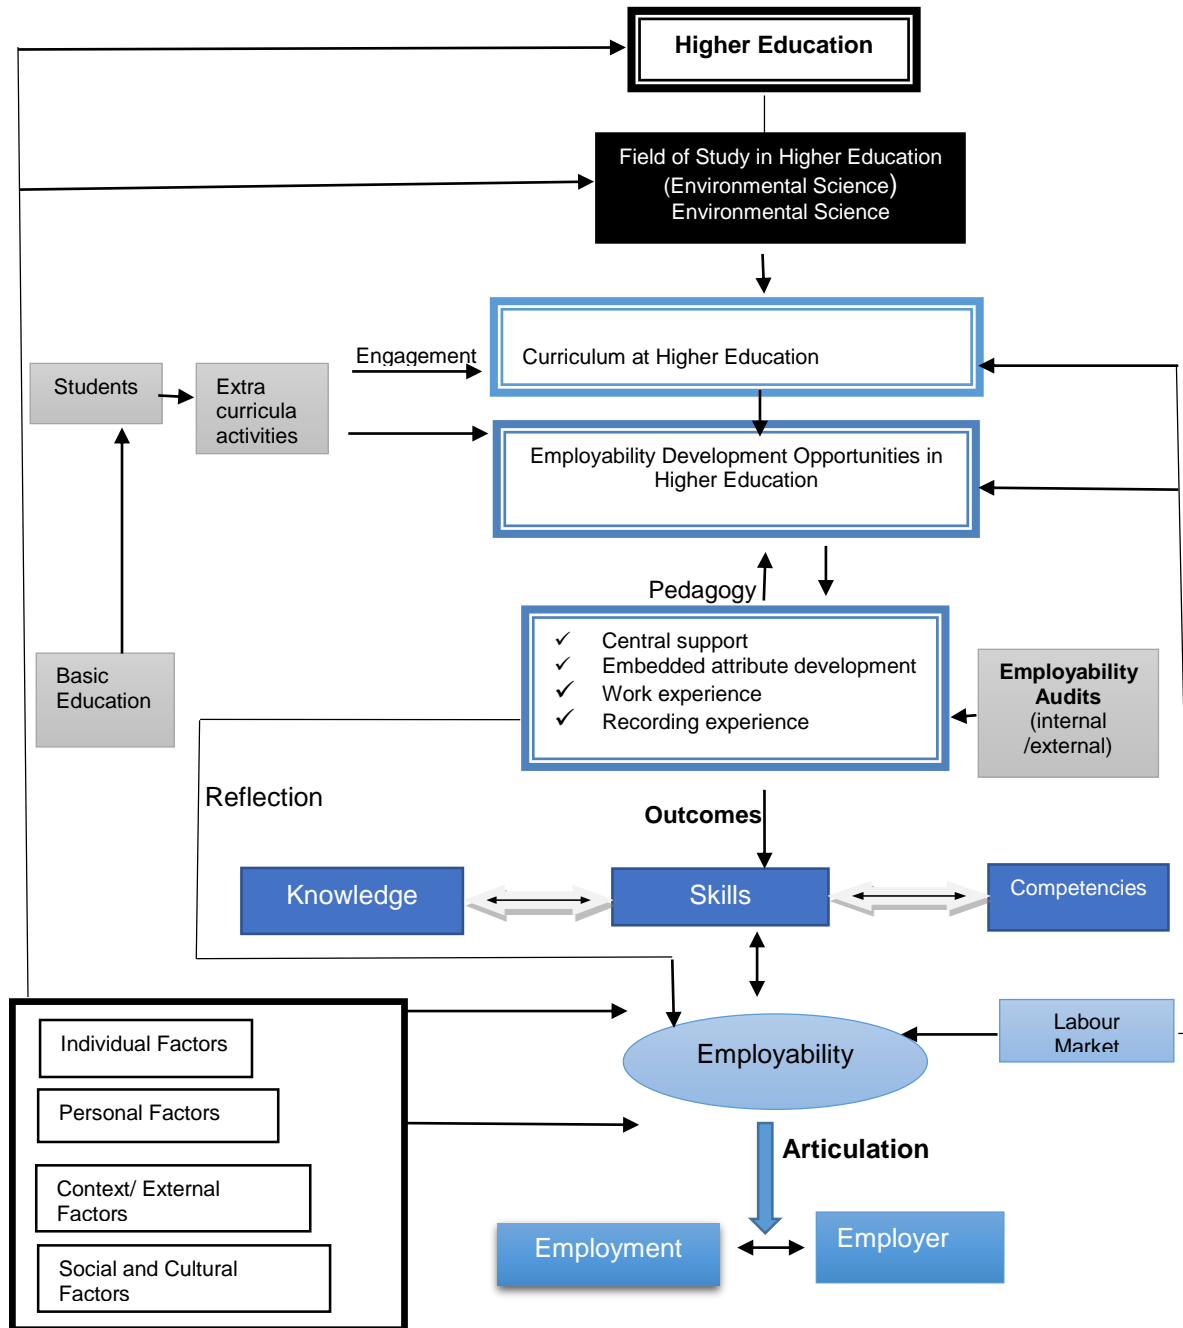 Higher Education
Field of Study in Higher Education
(Environmental Science)
Environmental Science
Engagement
Curriculum at Higher Education
Students
Extra
curricula
activities
Employability Development Opportunities in
Higher Education
Pedagogy
✓ Central support
✓ Embedded attribute development
✓ Work experience
✓ Recording experience
Basic
Education
Employability
Audits
(internal
/external)
Reflection
Outcomes
Knowledge
Skills
Competencies
Individual Factors
Personal Factors
Context/ External
Factors
Social and Cultural
Factors
Employability
Labour
Market
Articulation
Employment
Employer